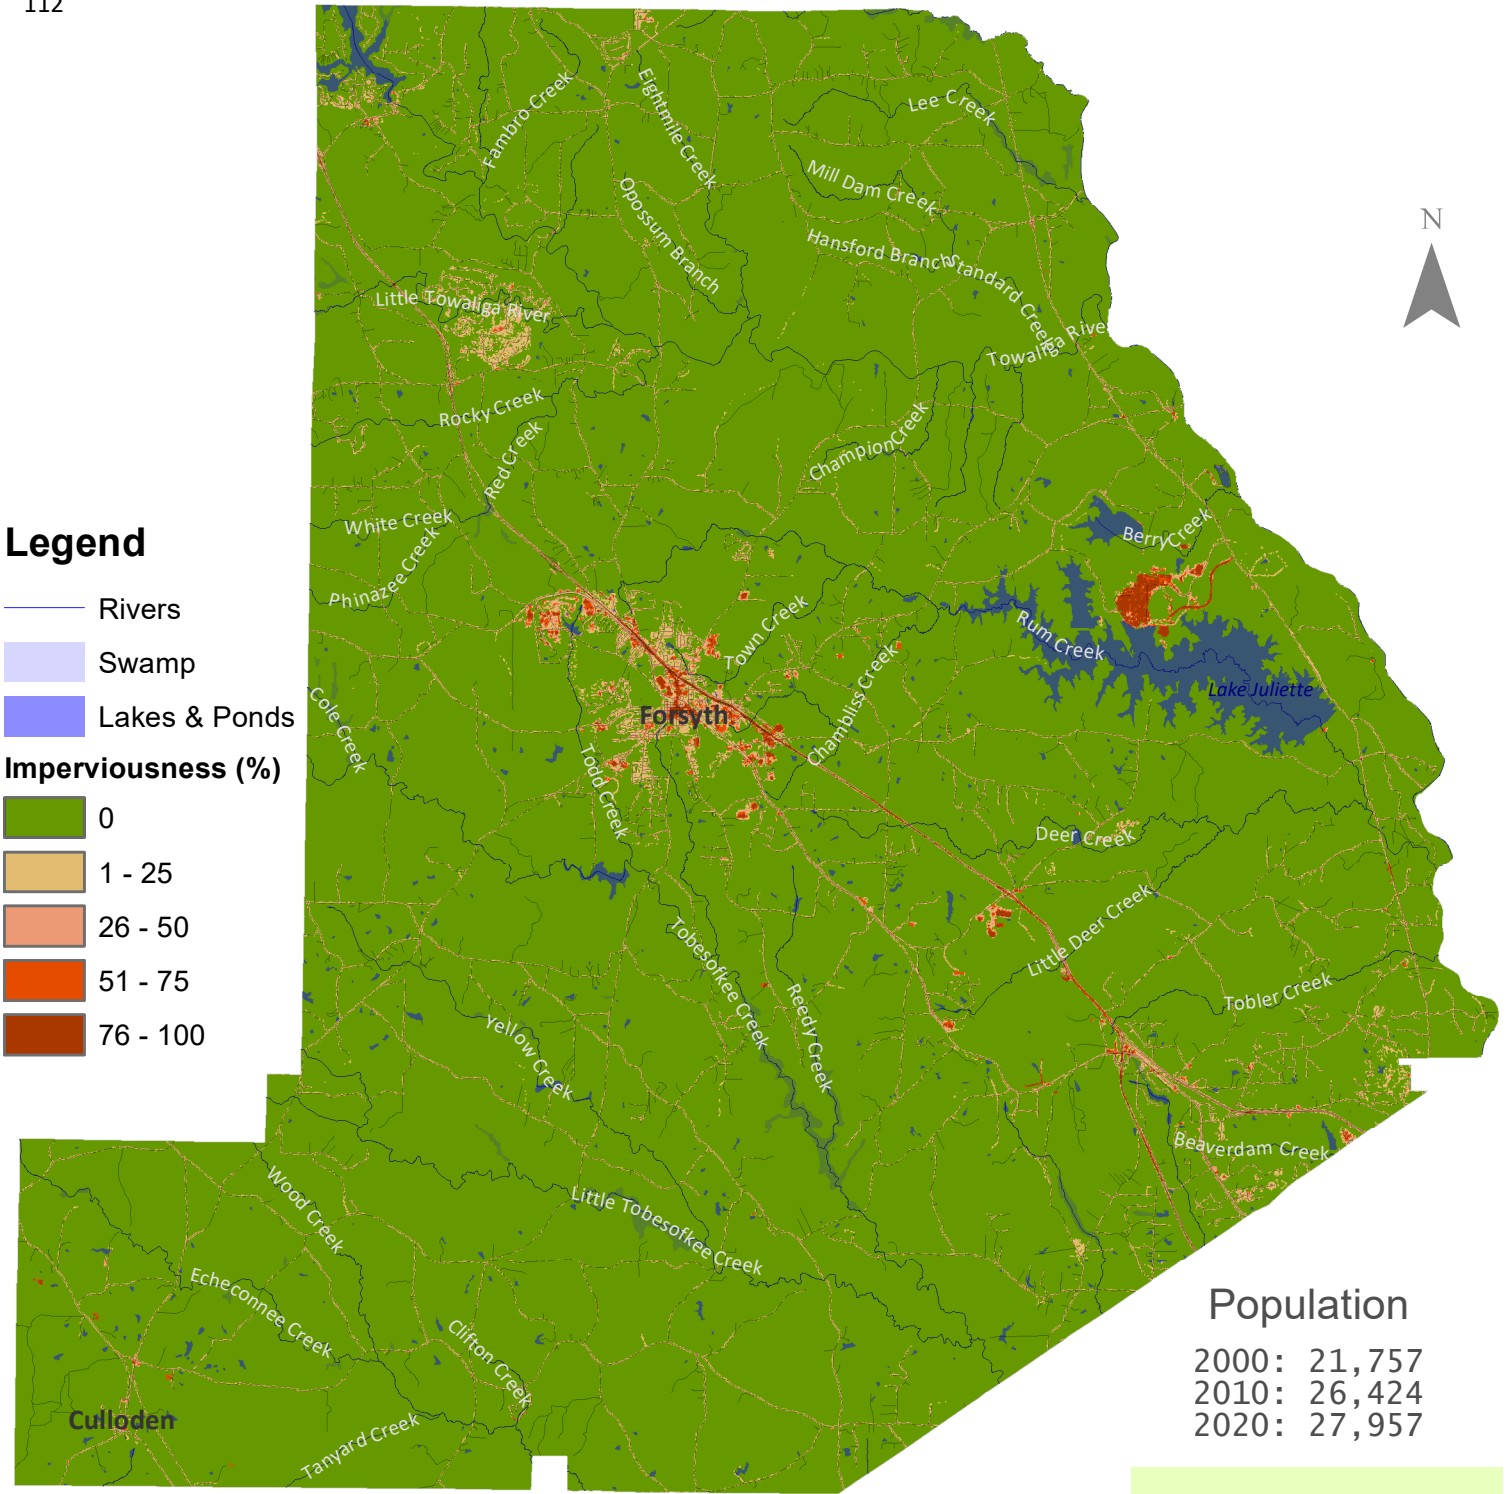 112
Fambro Creek
Eightmile Creek
Lee Creek
Opossum Branch
Mill Dam Creek
Hansford Branch
Standard Creek
N
Little Towaliga River
Towaliga River
Rocky Creek
Red Creek
Champion Creek
White Creek
Phinazee Creek
Berry Creek
Town Creek
Rum Creek
Lake Juliette
Chambliss Creek
Cole Creek
Forsyth
Todd Creek
Deer Creek
Little Deer Creek
Tobesofkee Creek
Reedy Creek
Tobler Creek
Yellow Creek
Beaverdam Creek
Wood Creek
Little Tobesofkee Creek
Echeconnee Creek
Clifton Creek
Culloden
Tanyard Creek
Legend
Rivers
Swamp
Lakes & Ponds
Imperviousness (%)
0
1 - 25
26 - 50
51 - 75
76 - 100
Population
2000: 21,757
2010: 26,424
2020: 27,957